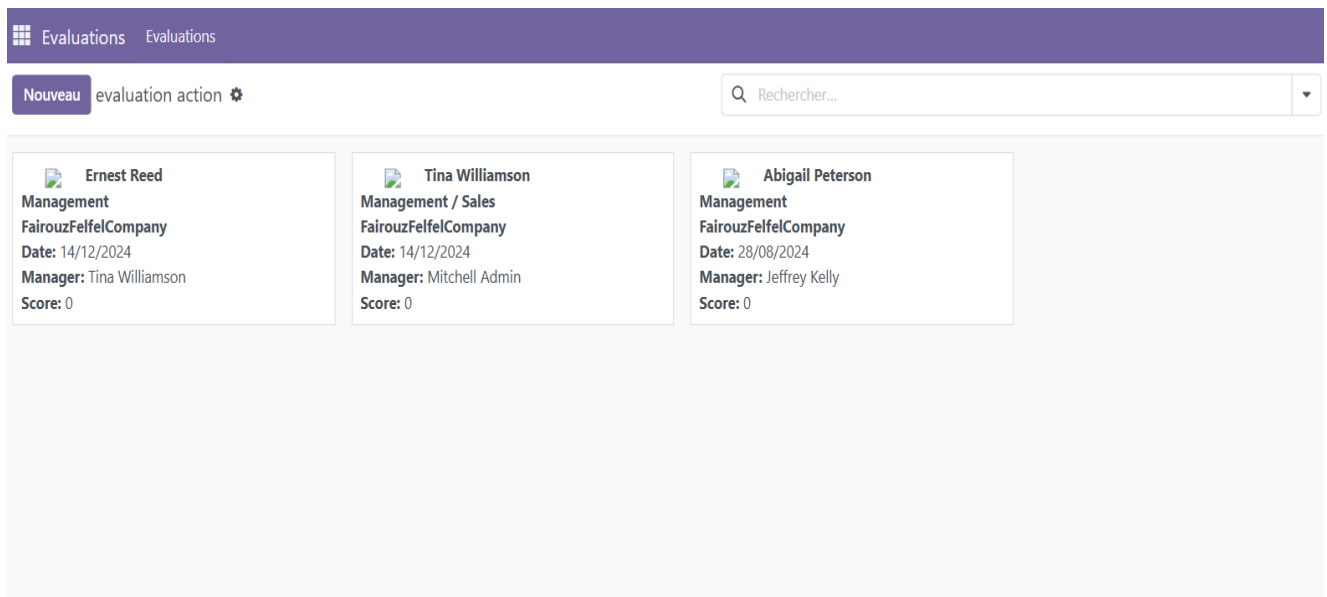 Evaluations Evaluations
Nouveau evaluation action
Rechercher...
Ernest Reed
Management
FairouzFelfelCompany
Date: 14/12/2024
Manager: Tina Williamson
Score: 0
Tina Williamson
Management / Sales
FairouzFelfelCompany
Date: 14/12/2024
Manager: Mitchell Admin
Score: 0
Abigail Peterson
Management
FairouzFelfelCompany
Date: 28/08/2024
Manager: Jeffrey Kelly
Score: 0